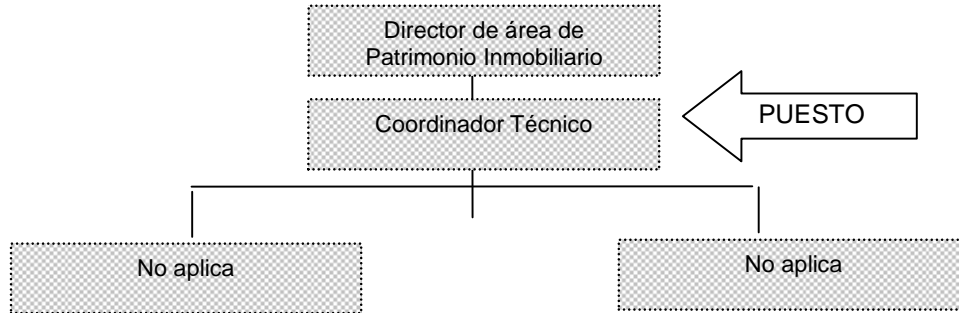 Director de área de
Patrimonio Inmobiliario
Coordinador Técnico
PUESTO
No aplica
No aplica